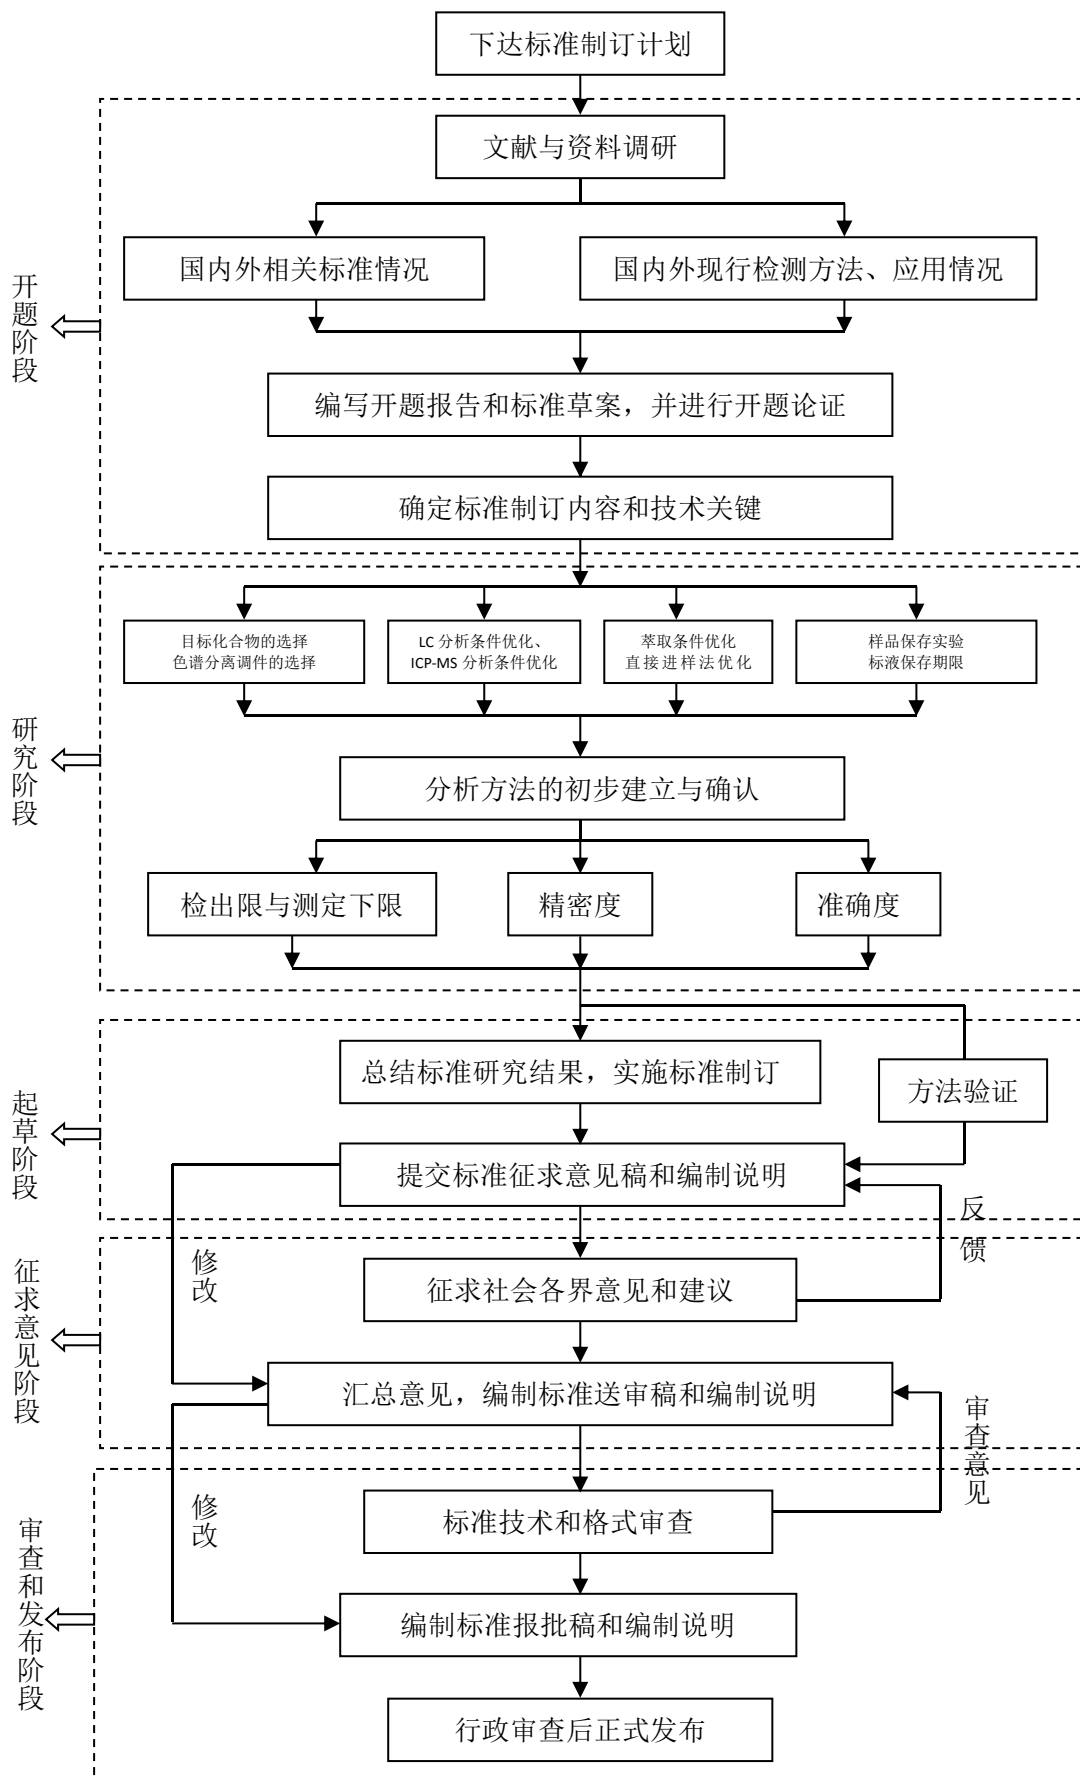 下达标准制订计划
文献与资料调研
国内外相关标准情况
国内外现行检测方法、应用情况
开题阶段
编写开题报告和标准草案，并进行开题论证
确定标准制订内容和技术关键
目标化合物的选择
色谱分离调件的选择
LC 分析条件优化、
ICP-MS 分析条件优化
萃取条件优化
直接进样法优化
样品保存实验
标液保存期限
研究阶段
分析方法的初步建立与确认
检出限与测定下限
精密度
准确度
总结标准研究结果，实施标准制订
方法验证
起草阶段
提交标准征求意见稿和编制说明
反馈
修改
征求社会各界意见和建议
征求意见阶段
汇总意见，编制标准送审稿和编制说明
审查意见
修改
标准技术和格式审查
审查和发布阶段
编制标准报批稿和编制说明
行政审查后正式发布